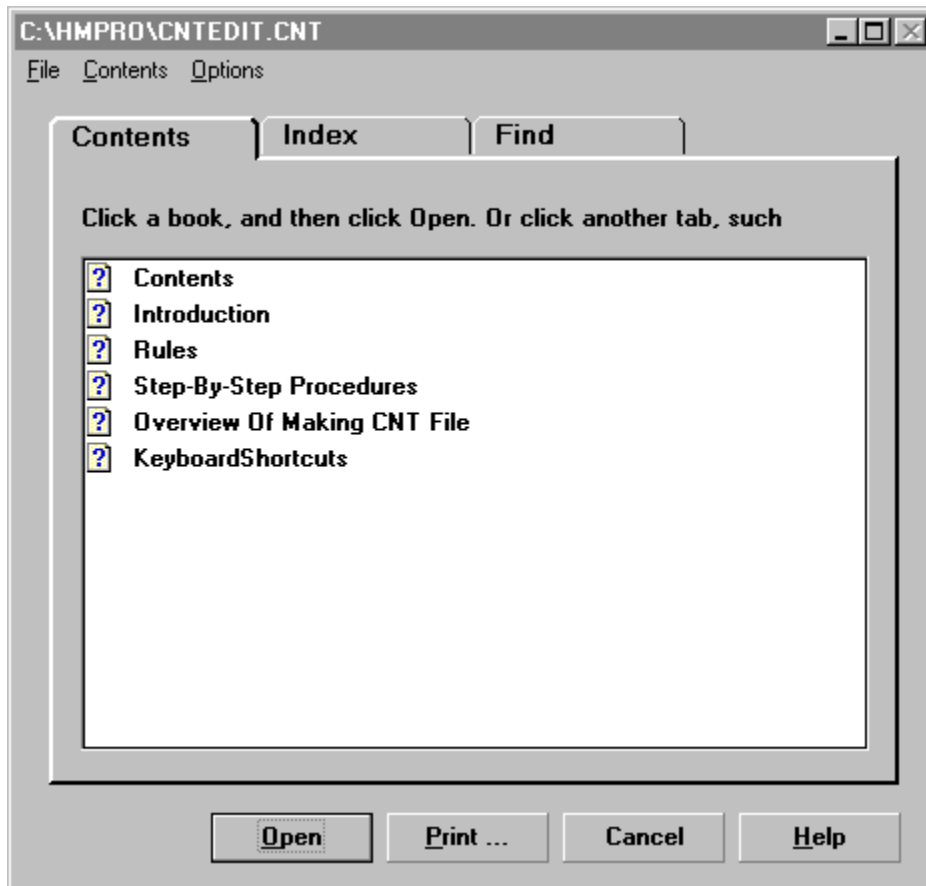 C:\HMPRO\CNTEDIT.CNT
File Contents Options
Contents Index Find
Click a book, and then click Open. Or click another tab, such
? Contents
? Introduction
? Rules
? Step-By-Step Procedures
? Overview Of Making CNT File
? KeyboardShortcuts
Open Print ... Cancel Help